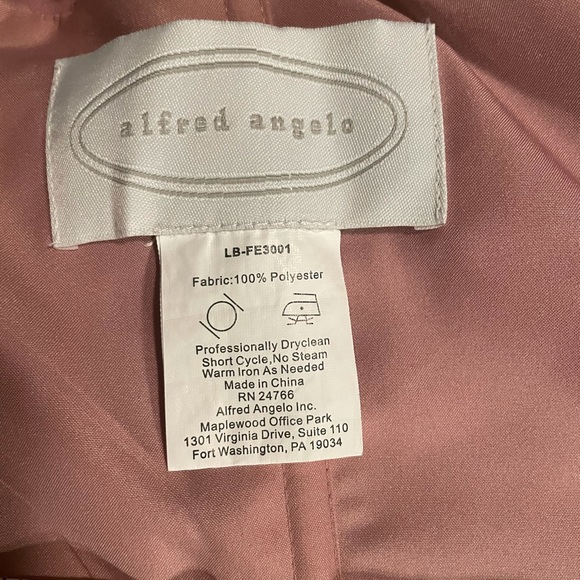 alfred angelo
LB-FE3001
Fabric:100% Polyester
Professionally Dryclean
Short Cycle,No Steam
Warm Iron As Needed
Made in China
RN 24766
Alfred Angelo Inc.
Maplewood Office Park
1301 Virginia Drive, Suite 110
Fort Washington, PA 19034